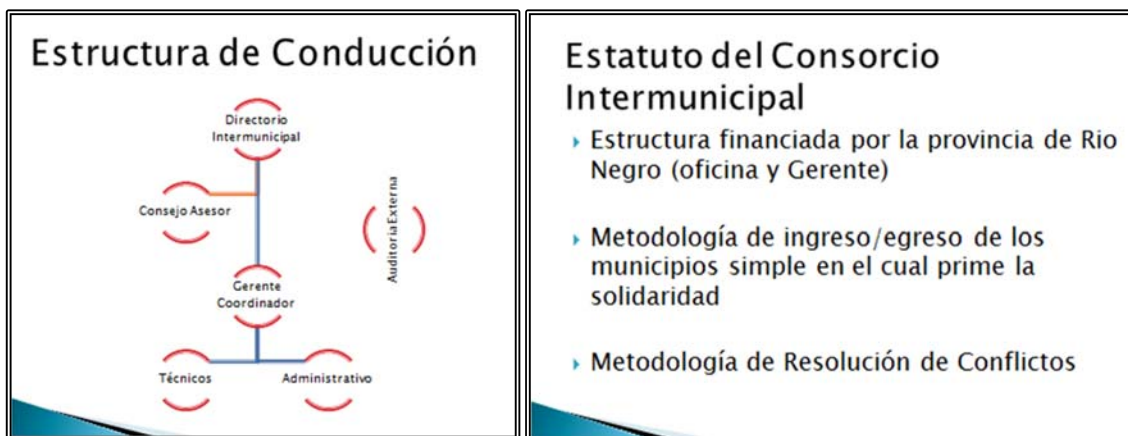 Estructura de Conducción
Directorio
Intermunicipal
Consejo Asesor
Auditoria Externa
Gerente
Coordinador
Técnicos
Administrativo
Estatuto del Consorcio
Intermunicipal
Estructura financiada por la provincia de Rio
Negro (oficina y Gerente)
Metodología de ingreso/egreso de los
municipios simple en el cual prime la
solidaridad
Metodología de Resolución de Conflictos